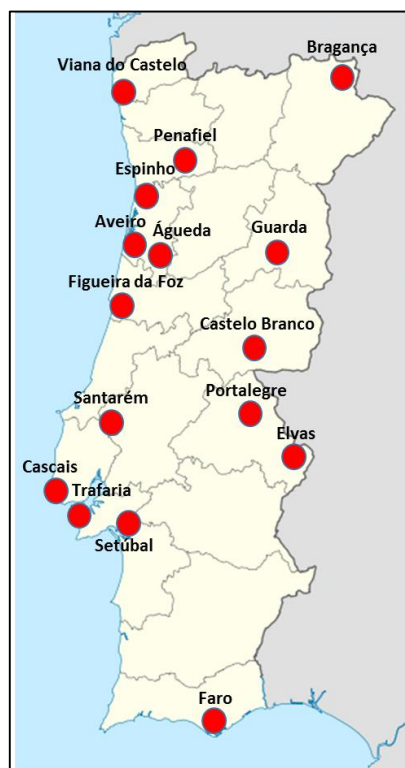 Bragança
Viana do Castelo
Penafiel
Espinho
Aveiro
Águeda
Guarda
Figueira da Foz
Castelo Branco
Portalegre
Santarém
Elvas
Cascais
Trafaria
Setúbal
Faro